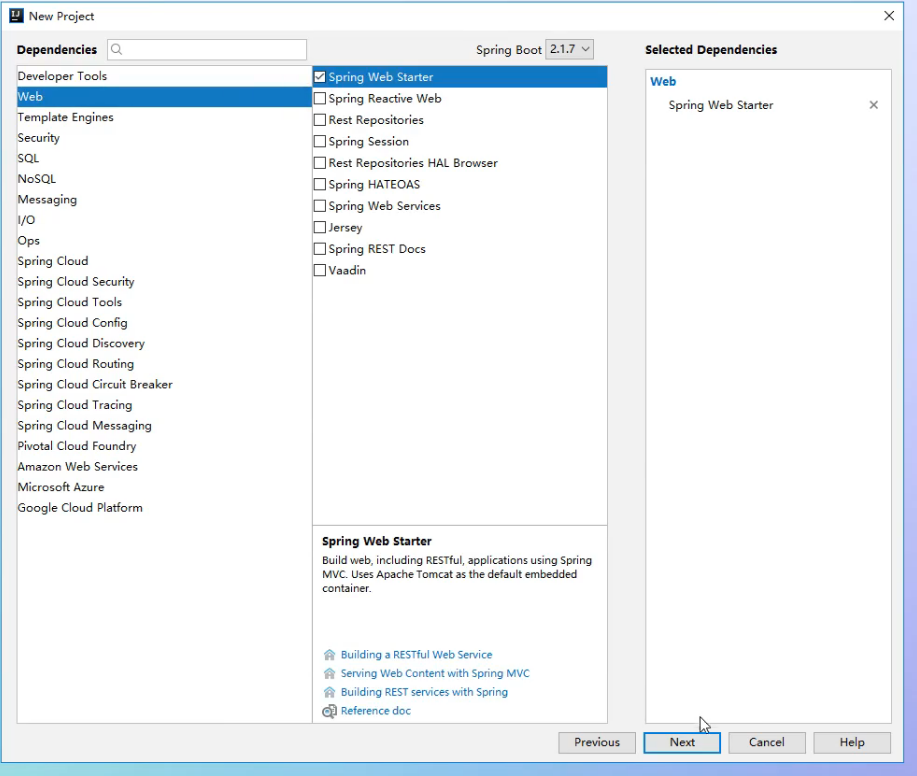 New Project
Dependencies
Spring Boot 2.1.7
Selected Dependencies
Developer Tools
Web
Template Engines
Security
SQL
NoSQL
Messaging
I/O
Ops
Spring Cloud
Spring Cloud Security
Spring Cloud Tools
Spring Cloud Config
Spring Cloud Discovery
Spring Cloud Routing
Spring Cloud Circuit Breaker
Spring Cloud Tracing
Spring Cloud Messaging
Pivotal Cloud Foundry
Amazon Web Services
Microsoft Azure
Google Cloud Platform
Spring Web Starter
Spring Reactive Web
Rest Repositories
Spring Session
Rest Repositories HAL Browser
Spring HATEOAS
Spring Web Services
Jersey
Spring REST Docs
Vaadin
Spring Web Starter
Build web, including RESTful, applications using Spring
MVC. Uses Apache Tomcat as the default embedded
container.
Building a RESTful Web Service
Serving Web Content with Spring MVC
Building REST services with Spring
Reference doc
Web
Spring Web Starter
Previous
Next
Cancel
Help